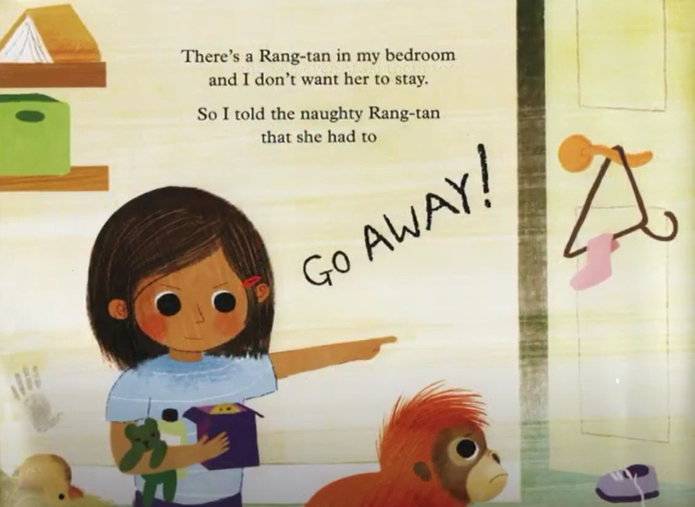 There's a Rang-tan in my bedroom
and I don't want her to stay.
So I told the naughty Rang-tan
that she had to
GO AWAY!